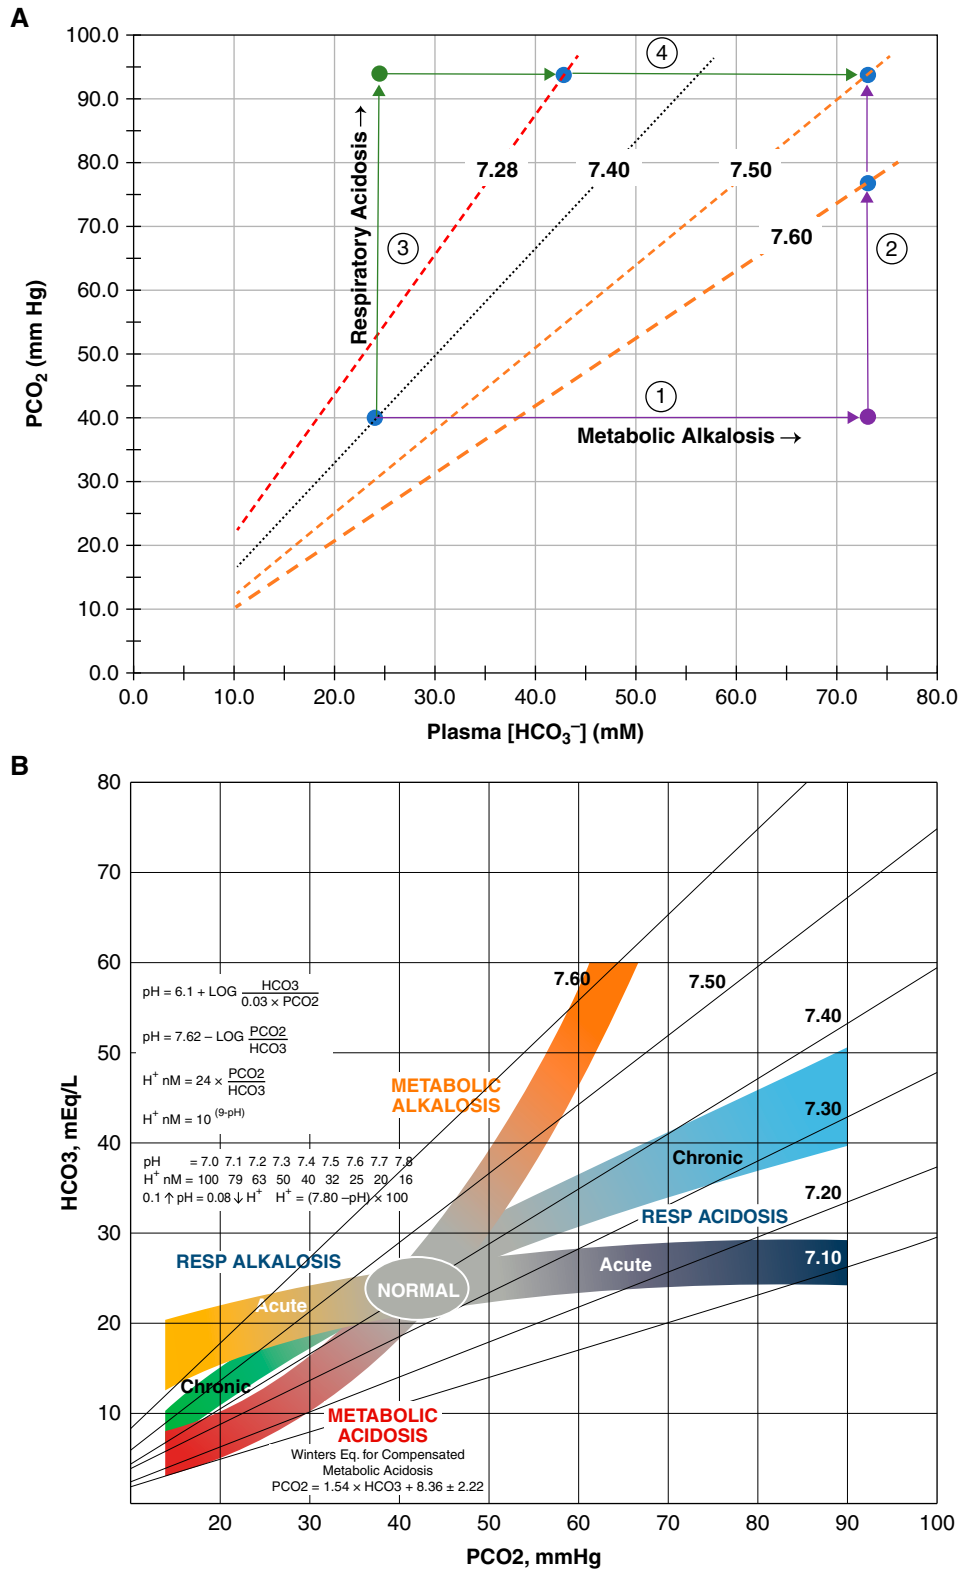 A
100.0
90.0
80.0
70.0
60.0
50.0
40.0
30.0
20.0
10.0
0.0
PCO₂ (mm Hg)
Respiratory Acidosis →
④
7.28
7.40
7.50
7.60
③
②
①
Metabolic Alkalosis →
0.0 10.0 20.0 30.0 40.0 50.0 60.0 70.0 80.0
Plasma [HCO₃⁻] (mM)
B
80
70
60
50
40
30
20
10
HCO3, mEq/L
7.60
7.50
7.40
7.30
7.20
7.10
pH = 6.1 + LOG HCO3 / 0.03 × PCO2
pH = 7.62 – LOG PCO2 / HCO3
H⁺ nM = 24 × PCO2 / HCO3
H⁺ nM = 10 ⁽⁹⁻ᵖᴴ⁾
METABOLIC
ALKALOSIS
pH = 7.0 7.1 7.2 7.3 7.4 7.5 7.6 7.7 7.8
H⁺ nM = 100 79 63 50 40 32 25 20 16
0.1 ↑ pH = 0.08 ↓ H⁺ H⁺ = (7.80 –pH) × 100
Chronic
RESP ACIDOSIS
RESP ALKALOSIS
Acute
NORMAL
Acute
Chronic
METABOLIC
ACIDOSIS
Winters Eq. for Compensated
Metabolic Acidosis
PCO2 = 1.54 × HCO3 + 8.36 ± 2.22
20 30 40 50 60 70 80 90 100
PCO2, mmHg